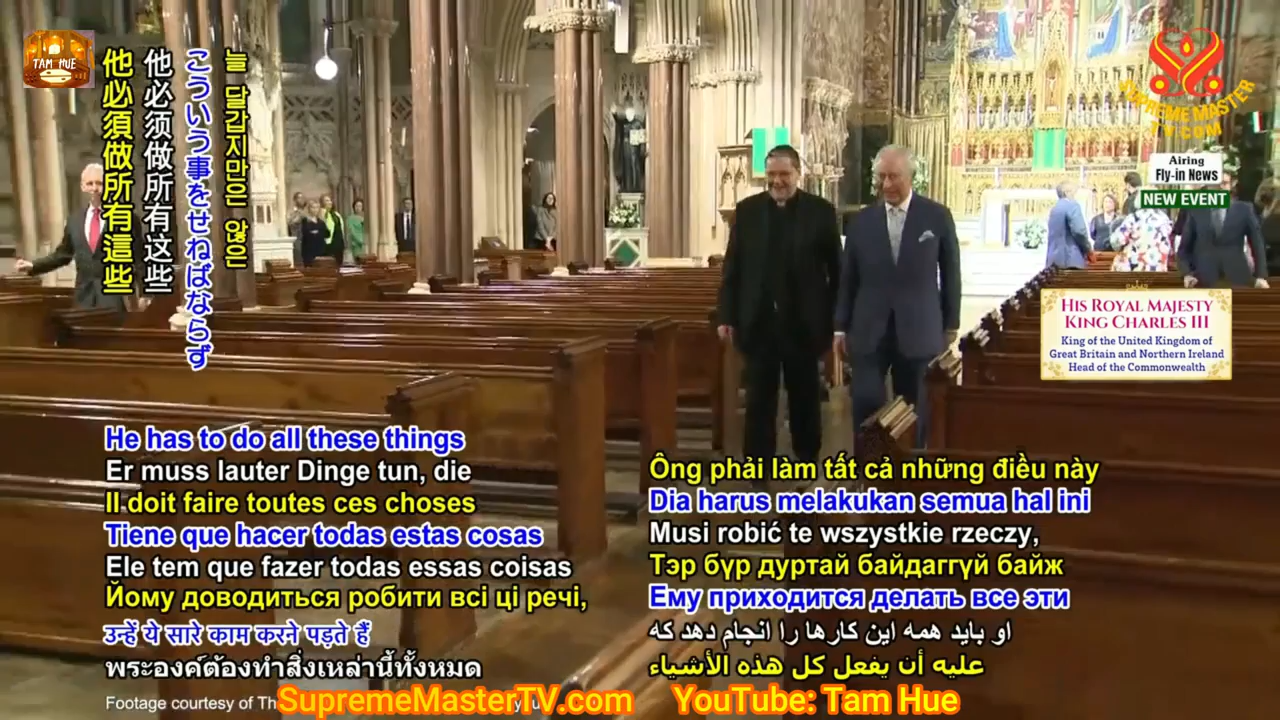 TAM HUE
他必須做所有這些
他必须做所有这些
こういう事をせねばならず
늘 달갑지만은 않은
SUPREME MASTER
TV.COM
Airing
Fly-in News
NEW EVENT
His Royal Majesty
King Charles III
King of the United Kingdom of
Great Britain and Northern Ireland
Head of the Commonwealth
He has to do all these things
Er muss lauter Dinge tun, die
Il doit faire toutes ces choses
Tiene que hacer todas estas cosas
Ele tem que fazer todas essas coisas
Йому доводиться робити всі ці речі,
उन्हें ये सारे काम करने पड़ते हैं
พระองค์ต้องทำสิ่งเหล่านี้ทั้งหมด
Ông phải làm tất cả những điều này
Dia harus melakukan semua hal ini
Musi robić te wszystkie rzeczy,
Тэр бүр дуртай байдаггүй байж
Ему приходится делать все эти
او باید همه این کارها را انجام دهد که
عليه أن يفعل كل هذه الأشياء
Footage courtesy of
SupremeMasterTV.com YouTube: Tam Hue